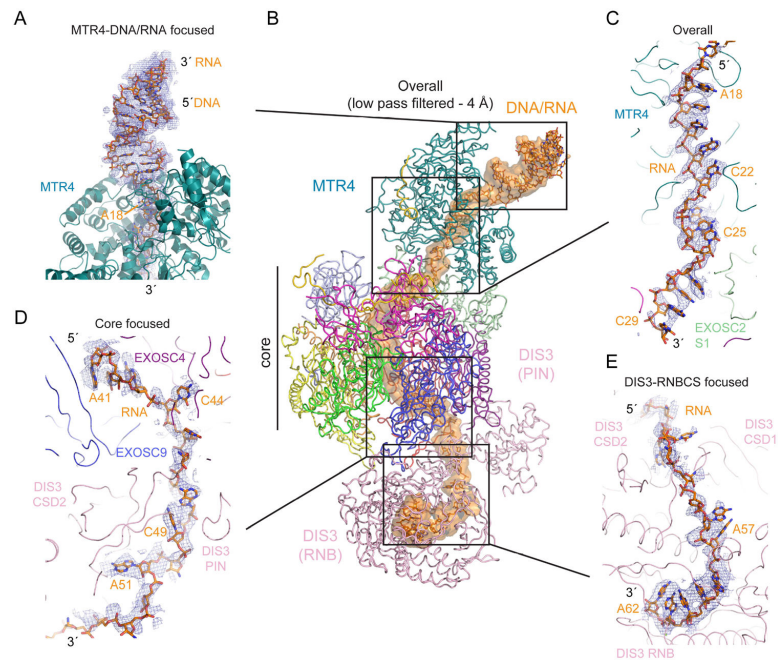 A
MTR4-DNA/RNA focused
3´ RNA
5´DNA
MTR4
A18
3´
B
Overall
(low pass filtered - 4 Å)
DNA/RNA
MTR4
core
DIS3
(PIN)
DIS3
(RNB)
C
Overall
5´
A18
MTR4
RNA
C22
C25
C29
3´
EXOSC2
S1
D
Core focused
5´
EXOSC4
A41
RNA
C44
EXOSC9
DIS3
CSD2
C49
DIS3
PIN
A51
3´
E
DIS3-RNBCS focused
5´
RNA
DIS3
CSD2
DIS3
CSD1
A57
3´
A62
DIS3 RNB